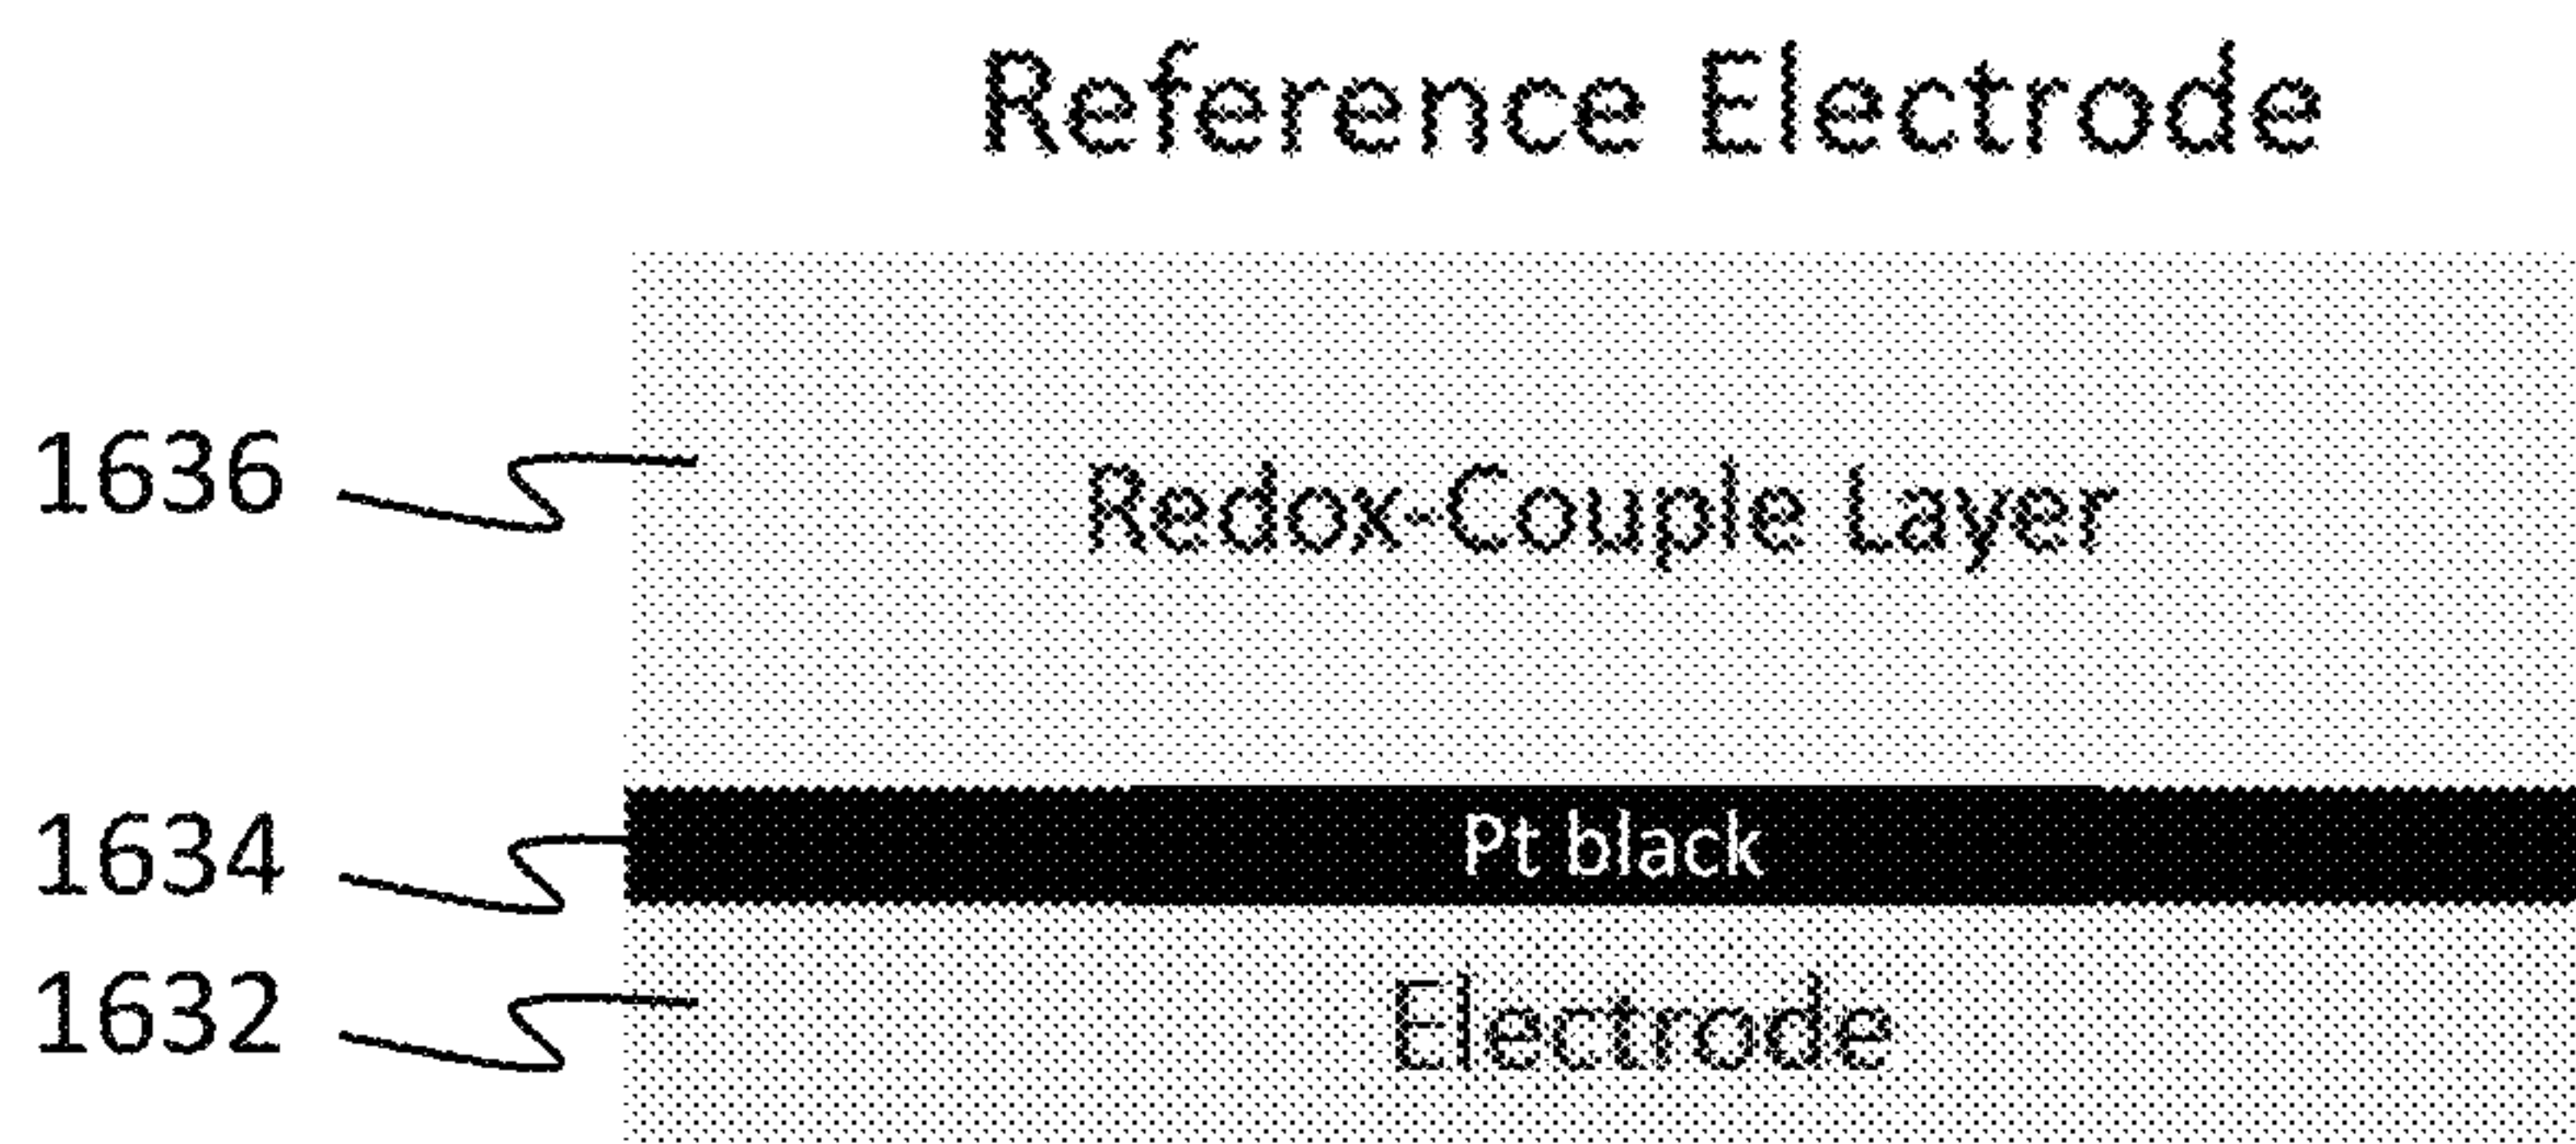 Reference Electrode
1636
Redox-Couple Layer
1634
Pt black
1632
Electrode